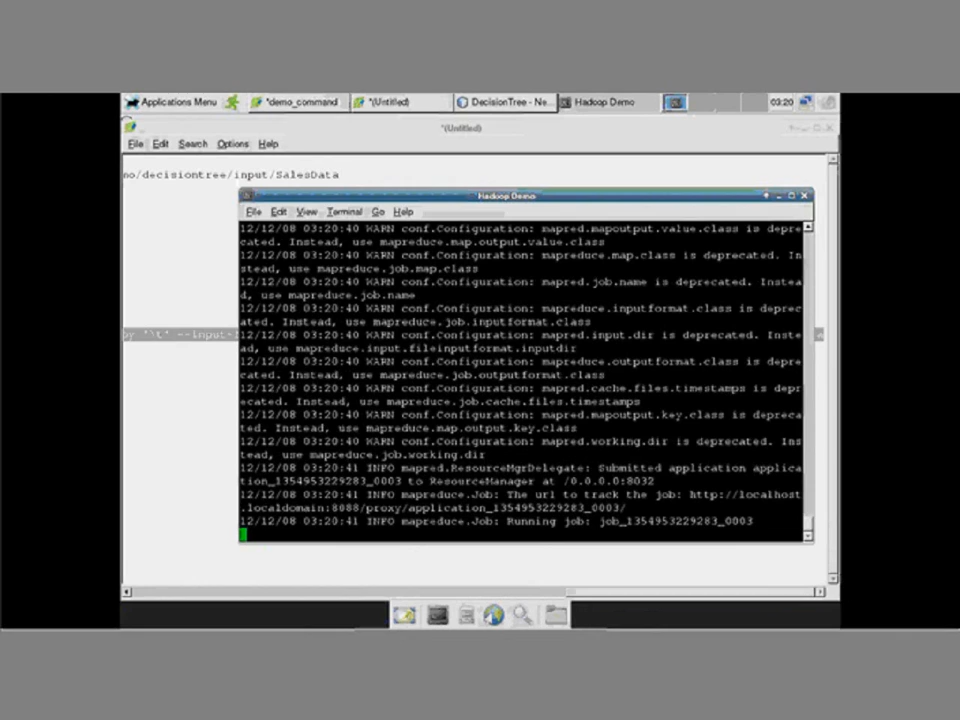 Applications Menu *demo_command *(Untitled) DecisionTree - Ne... Hadoop Demo 03:20
*(Untitled)
File Edit Search Options Help
no/decisiontree/input/SalesData
Hadoop Demo
File Edit View Terminal Go Help
12/12/08 03:20:40 WARN conf.Configuration: mapred.mapoutput.value.class is depre
cated. Instead, use mapreduce.map.output.value.class
12/12/08 03:20:40 WARN conf.Configuration: mapreduce.map.class is deprecated. In
stead, use mapreduce.job.map.class
12/12/08 03:20:40 WARN conf.Configuration: mapred.job.name is deprecated. Instea
d, use mapreduce.job.name
12/12/08 03:20:40 WARN conf.Configuration: mapreduce.inputformat.class is deprec
ated. Instead, use mapreduce.job.inputformat.class
by '\t' --input-f
12/12/08 03:20:40 WARN conf.Configuration: mapred.input.dir is deprecated. Inste
ad, use mapreduce.input.fileinputformat.inputdir
12/12/08 03:20:40 WARN conf.Configuration: mapreduce.outputformat.class is depre
cated. Instead, use mapreduce.job.outputformat.class
12/12/08 03:20:40 WARN conf.Configuration: mapred.cache.files.timestamps is depr
ecated. Instead, use mapreduce.job.cache.files.timestamps
12/12/08 03:20:40 WARN conf.Configuration: mapred.mapoutput.key.class is depreca
ted. Instead, use mapreduce.map.output.key.class
12/12/08 03:20:40 WARN conf.Configuration: mapred.working.dir is deprecated. Ins
tead, use mapreduce.job.working.dir
12/12/08 03:20:41 INFO mapred.ResourceMgrDelegate: Submitted application applica
tion_1354953229283_0003 to ResourceManager at /0.0.0.0:8032
12/12/08 03:20:41 INFO mapreduce.Job: The url to track the job: http://localhost
.localdomain:8088/proxy/application_1354953229283_0003/
12/12/08 03:20:41 INFO mapreduce.Job: Running job: job_1354953229283_0003